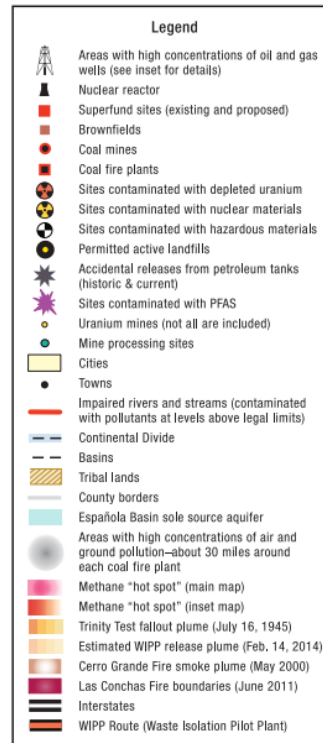 Legend
Areas with high concentrations of oil and gas
wells (see inset for details)
Nuclear reactor
Superfund sites (existing and proposed)
Brownfields
Coal mines
Coal fire plants
Sites contaminated with depleted uranium
Sites contaminated with nuclear materials
Sites contaminated with hazardous materials
Permitted active landfills
Accidental releases from petroleum tanks
(historic & current)
Sites contaminated with PFAS
Uranium mines (not all are included)
Mine processing sites
Cities
Towns
Impaired rivers and streams (contaminated
with pollutants at levels above legal limits)
Continental Divide
Basins
Tribal lands
County borders
Española Basin sole source aquifer
Areas with high concentrations of air and
ground pollution—about 30 miles around
each coal fire plant
Methane “hot spot” (main map)
Methane “hot spot” (inset map)
Trinity Test fallout plume (July 16, 1945)
Estimated WIPP release plume (Feb. 14, 2014)
Cerro Grande Fire smoke plume (May 2000)
Las Conchas Fire boundaries (June 2011)
Interstates
WIPP Route (Waste Isolation Pilot Plant)